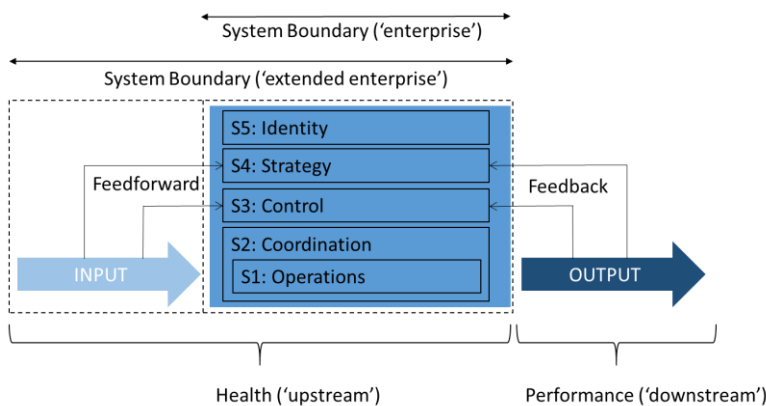 System Boundary (‘enterprise’)
System Boundary (‘extended enterprise’)
S5: Identity
S4: Strategy
Feedforward
Feedback
S3: Control
S2: Coordination
INPUT
S1: Operations
OUTPUT
Health (‘upstream’)
Performance (‘downstream’)